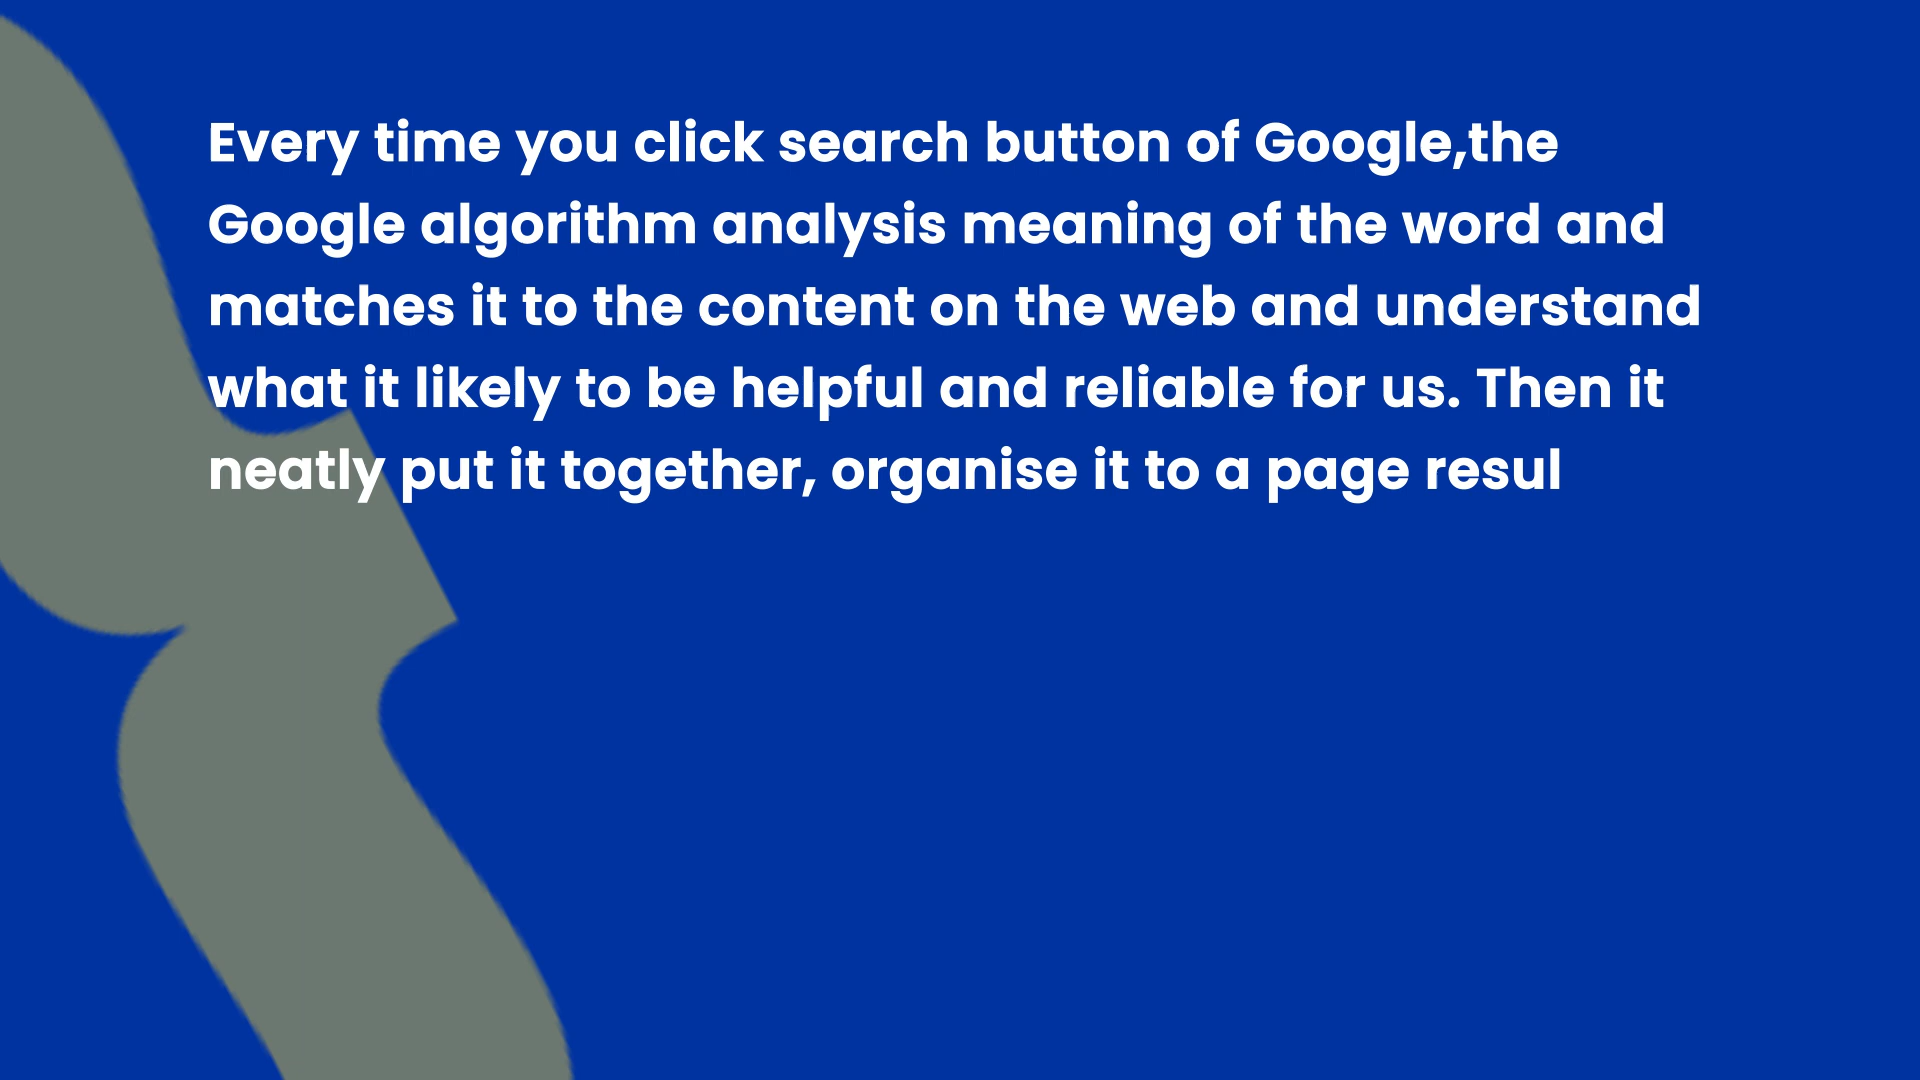 Every time you click search button of Google,the
Google algorithm analysis meaning of the word and
matches it to the content on the web and understand
what it likely to be helpful and reliable for us. Then it
neatly put it together, organise it to a page resul